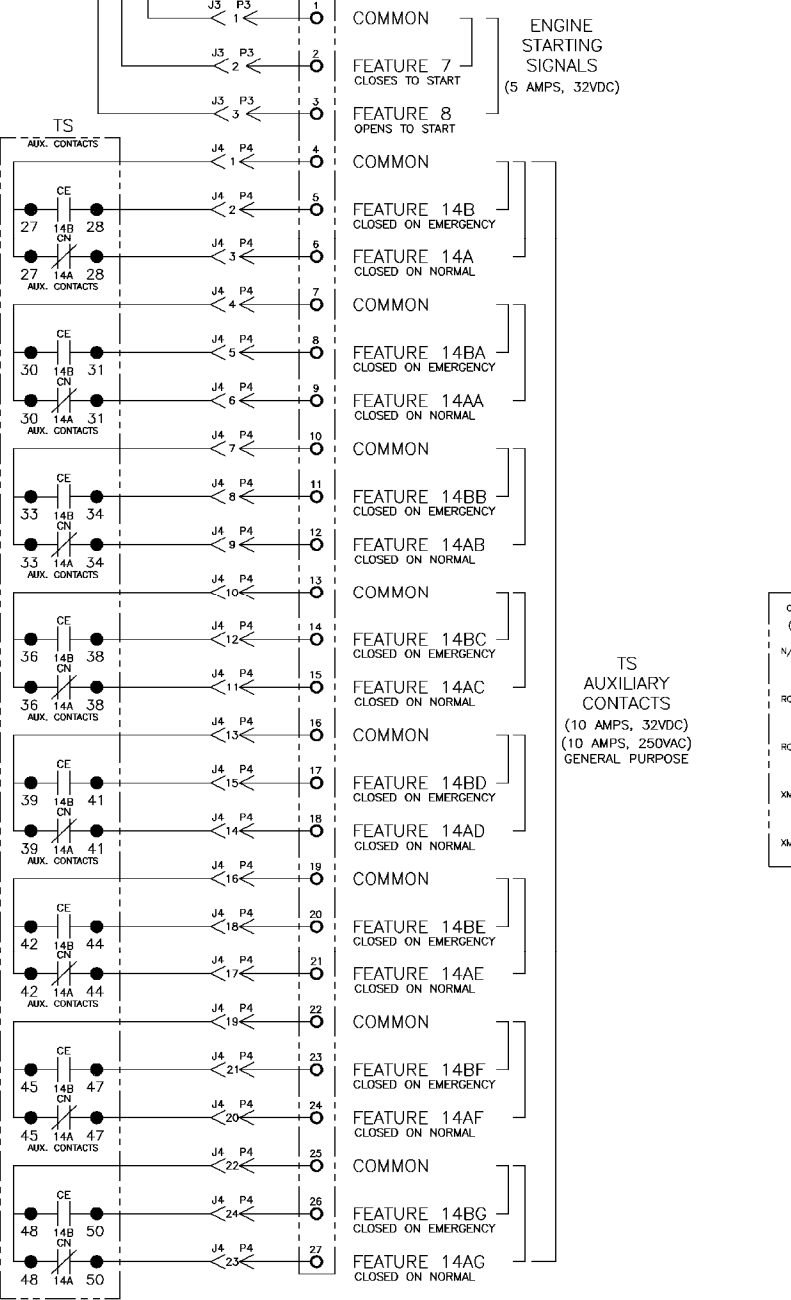 J3 P3
1
1
COMMON
ENGINE
STARTING
SIGNALS
(5 AMPS, 32VDC)
J3 P3
2
2
FEATURE 7
CLOSES TO START
J3 P3
3
3
FEATURE 8
OPENS TO START
TS
AUX. CONTACTS
J4 P4
1
4
COMMON
CE
27 14B 28
J4 P4
2
5
FEATURE 14B
CLOSED ON EMERGENCY
CN
27 14A 28
J4 P4
3
6
FEATURE 14A
CLOSED ON NORMAL
AUX. CONTACTS
J4 P4
4
7
COMMON
CE
30 14B 31
J4 P4
5
8
FEATURE 14BA
CLOSED ON EMERGENCY
CN
30 14A 31
J4 P4
6
9
FEATURE 14AA
CLOSED ON NORMAL
AUX. CONTACTS
J4 P4
7
10
COMMON
CE
33 14B 34
J4 P4
8
11
FEATURE 14BB
CLOSED ON EMERGENCY
CN
33 14A 34
J4 P4
9
12
FEATURE 14AB
CLOSED ON NORMAL
AUX. CONTACTS
J4 P4
10
13
COMMON
CE
36 14B 38
J4 P4
12
14
FEATURE 14BC
CLOSED ON EMERGENCY
CN
36 14A 38
J4 P4
11
15
FEATURE 14AC
CLOSED ON NORMAL
TS
AUXILIARY
CONTACTS
(10 AMPS, 32VDC)
(10 AMPS, 250VAC)
GENERAL PURPOSE
AUX. CONTACTS
J4 P4
13
16
COMMON
CE
39 14B 41
J4 P4
15
17
FEATURE 14BD
CLOSED ON EMERGENCY
CN
39 14A 41
J4 P4
14
18
FEATURE 14AD
CLOSED ON NORMAL
AUX. CONTACTS
J4 P4
16
19
COMMON
CE
42 14B 44
J4 P4
18
20
FEATURE 14BE
CLOSED ON EMERGENCY
CN
42 14A 44
J4 P4
17
21
FEATURE 14AE
CLOSED ON NORMAL
AUX. CONTACTS
J4 P4
19
22
COMMON
CE
45 14B 47
J4 P4
21
23
FEATURE 14BF
CLOSED ON EMERGENCY
CN
45 14A 47
J4 P4
20
24
FEATURE 14AF
CLOSED ON NORMAL
AUX. CONTACTS
J4 P4
22
25
COMMON
CE
48 14B 50
J4 P4
24
26
FEATURE 14BG
CLOSED ON EMERGENCY
CN
48 14A 50
J4 P4
23
27
FEATURE 14AG
CLOSED ON NORMAL